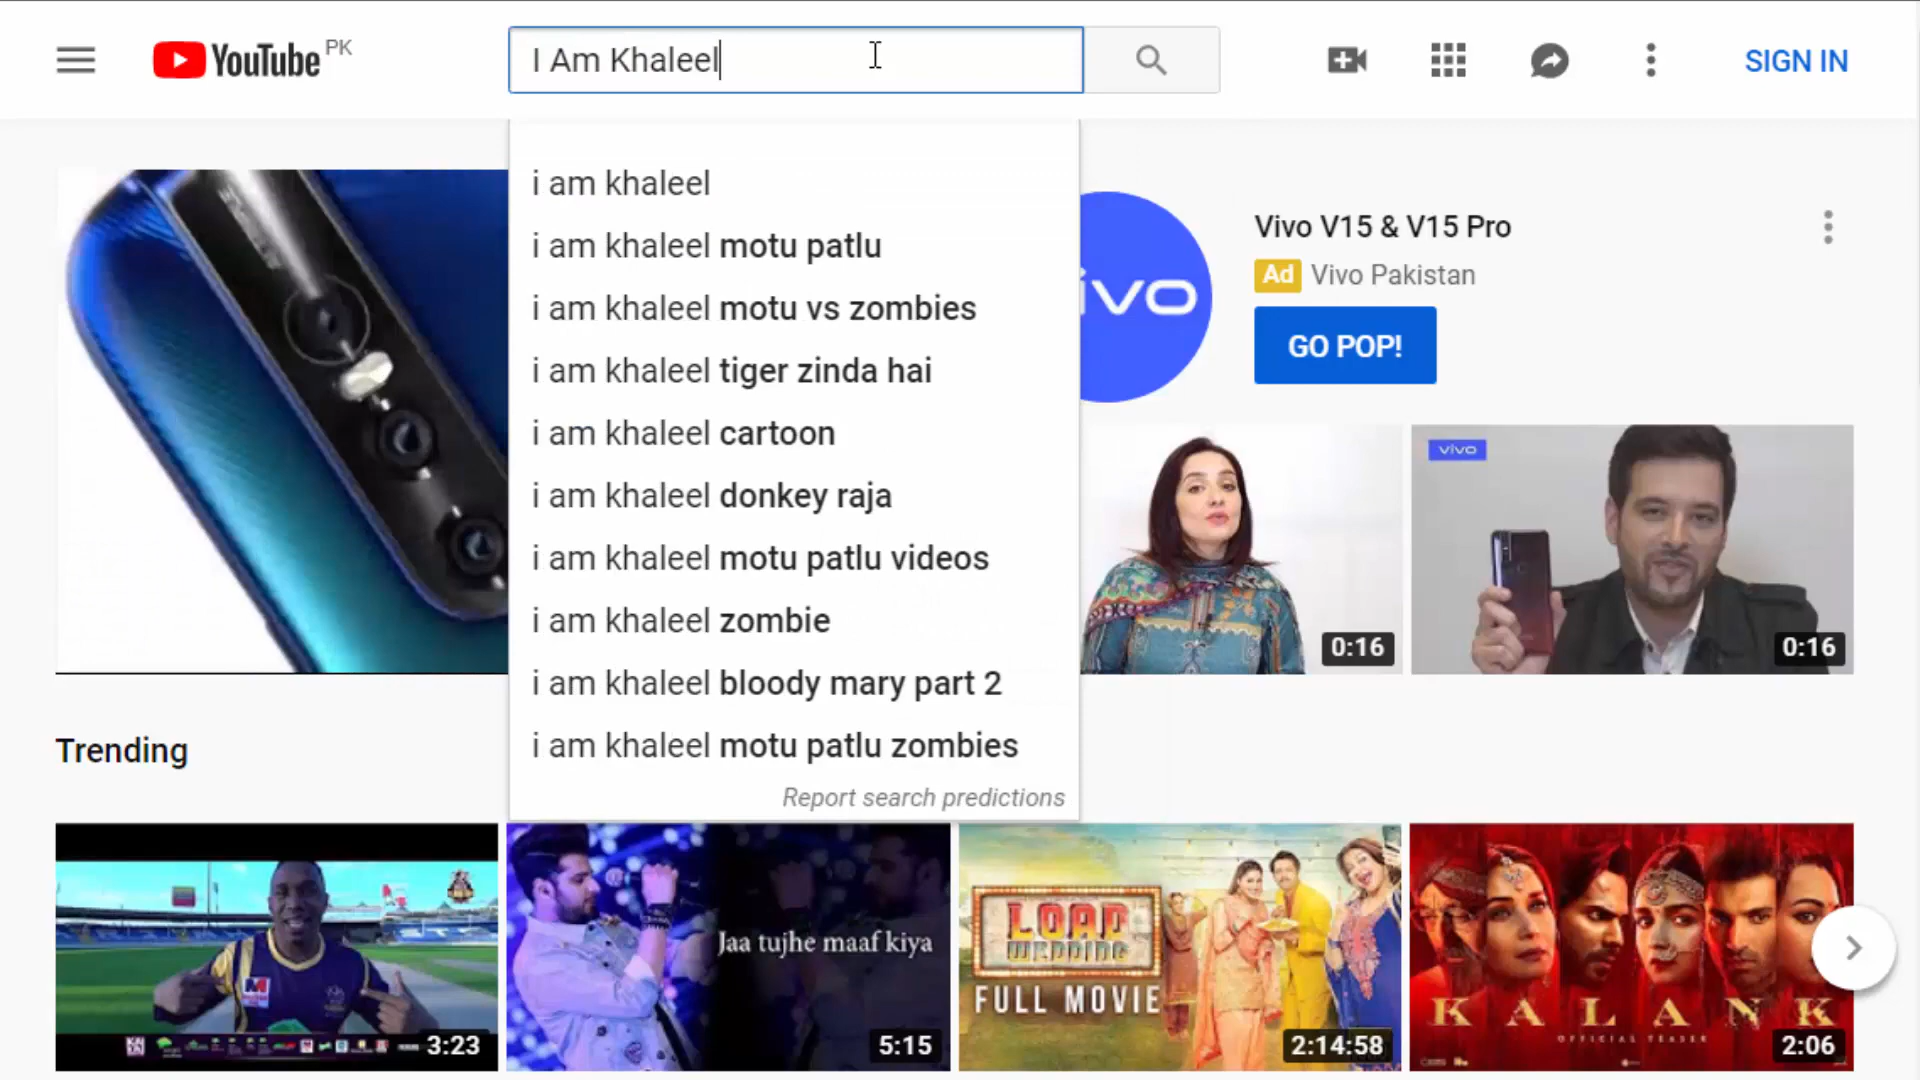 YouTube PK
I Am Khaleel
SIGN IN
i am khaleel
i am khaleel motu patlu
i am khaleel motu vs zombies
i am khaleel tiger zinda hai
i am khaleel cartoon
i am khaleel donkey raja
i am khaleel motu patlu videos
i am khaleel zombie
i am khaleel bloody mary part 2
i am khaleel motu patlu zombies
Report search predictions
ivo
Vivo V15 & V15 Pro
Ad Vivo Pakistan
GO POP!
0:16
vivo
0:16
Trending
3:23
Jaa tujhe maaf kiya
5:15
LOAD
WEDDING
FULL MOVIE
2:14:58
KALANK
OFFICIAL TEASER
2:06